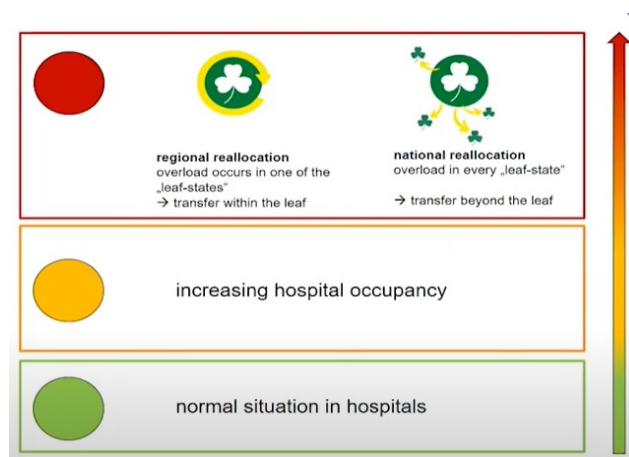 regional reallocation
overload occurs in one of the
„leaf-states”
→ transfer within the leaf
national reallocation
overload in every „leaf-state”
→ transfer beyond the leaf
increasing hospital occupancy
normal situation in hospitals